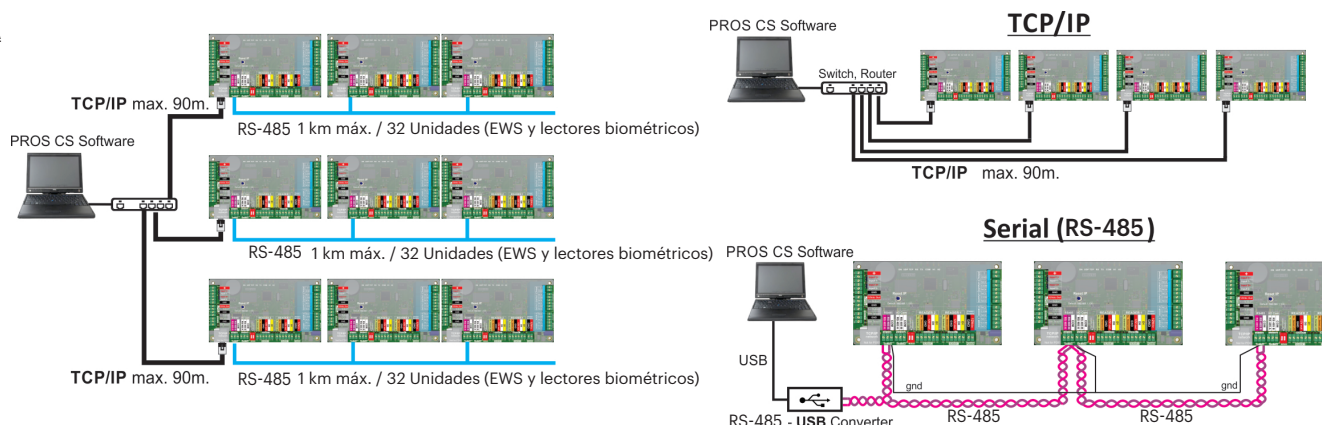 TCP/IP max. 90m.
RS-485 1 km máx. / 32 Unidades (EWS y lectores biométricos)
PROS CS Software
RS-485 1 km máx. / 32 Unidades (EWS y lectores biométricos)
TCP/IP max. 90m.
RS-485 1 km máx. / 32 Unidades (EWS y lectores biométricos)
PROS CS Software
TCP/IP
Switch, Router
TCP/IP max. 90m.
Serial (RS-485)
PROS CS Software
USB
gnd
gnd
RS-485
RS-485
RS-485 - USB Converter